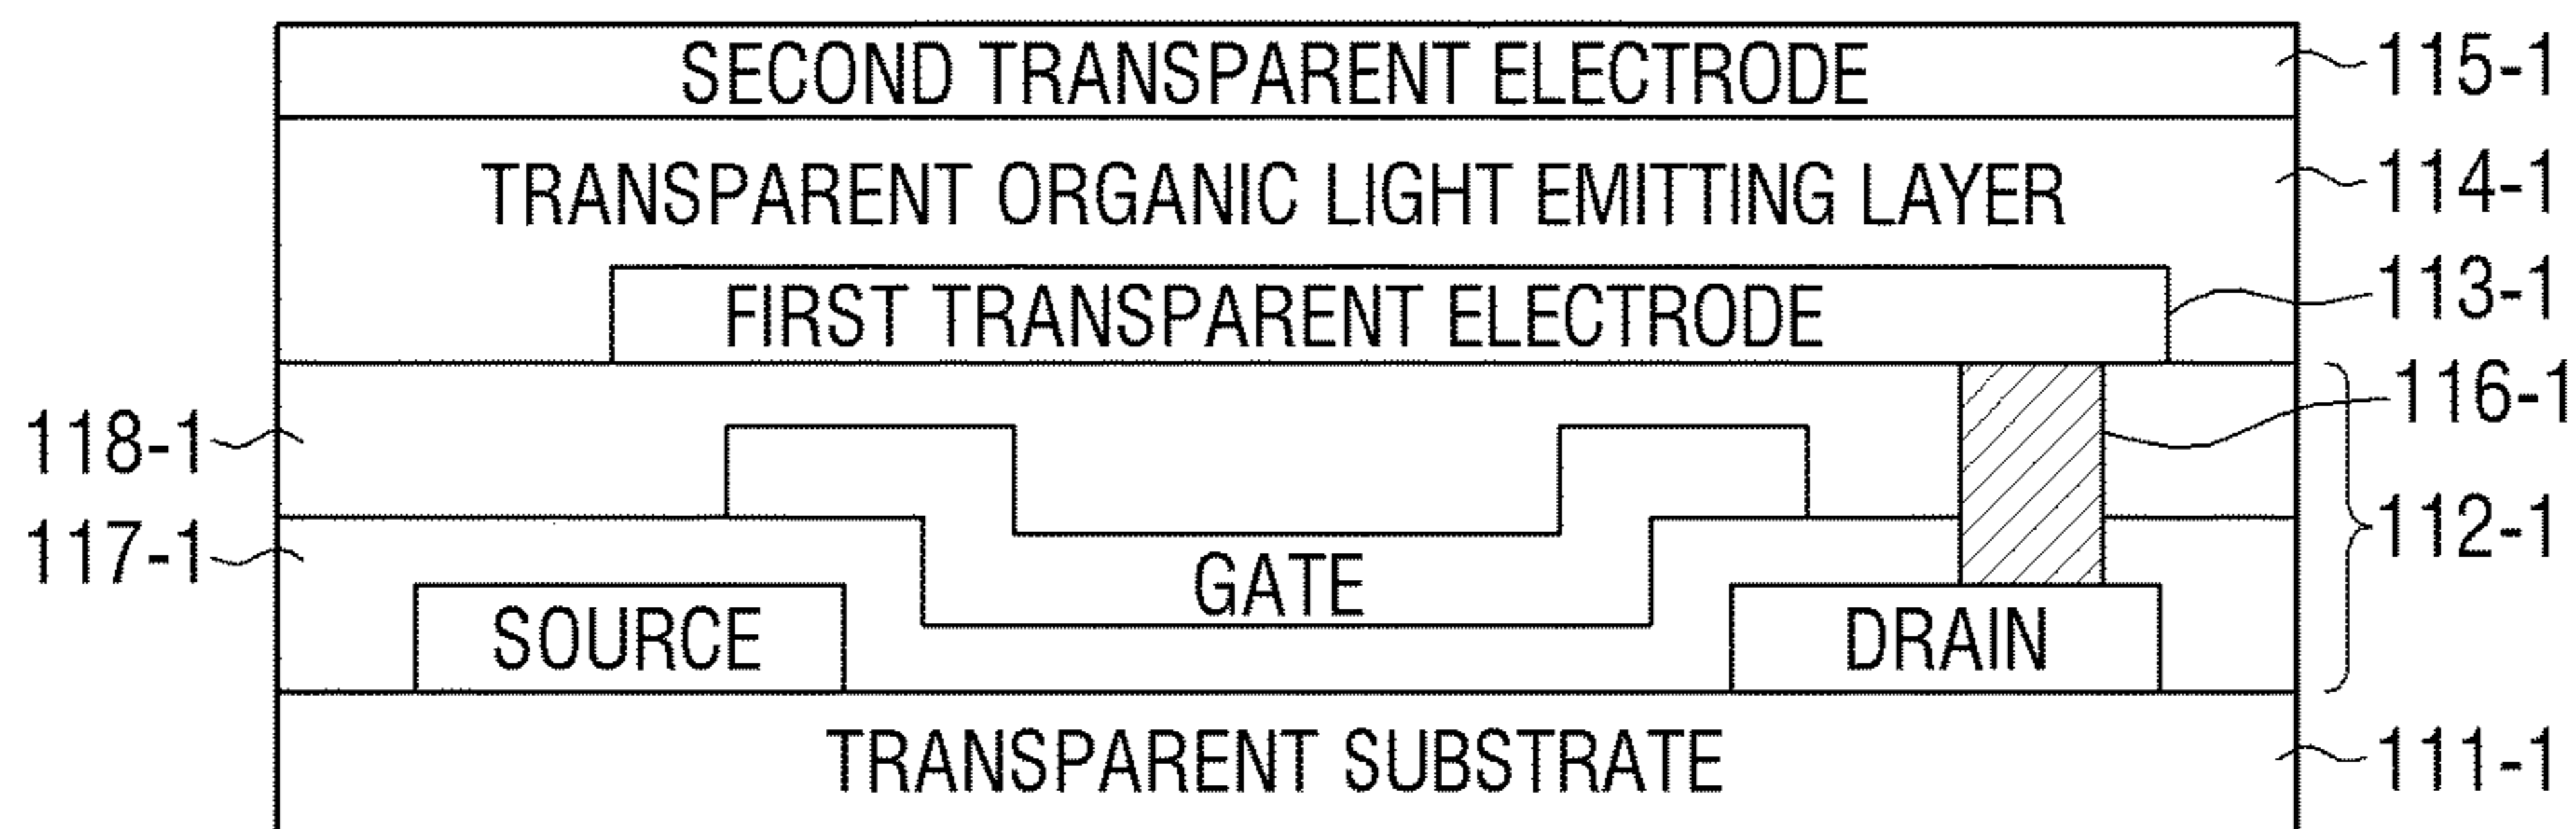 SECOND TRANSPARENT ELECTRODE 115-1
TRANSPARENT ORGANIC LIGHT EMITTING LAYER 114-1
FIRST TRANSPARENT ELECTRODE 113-1
116-1
118-1
112-1
117-1
GATE
SOURCE DRAIN
TRANSPARENT SUBSTRATE 111-1